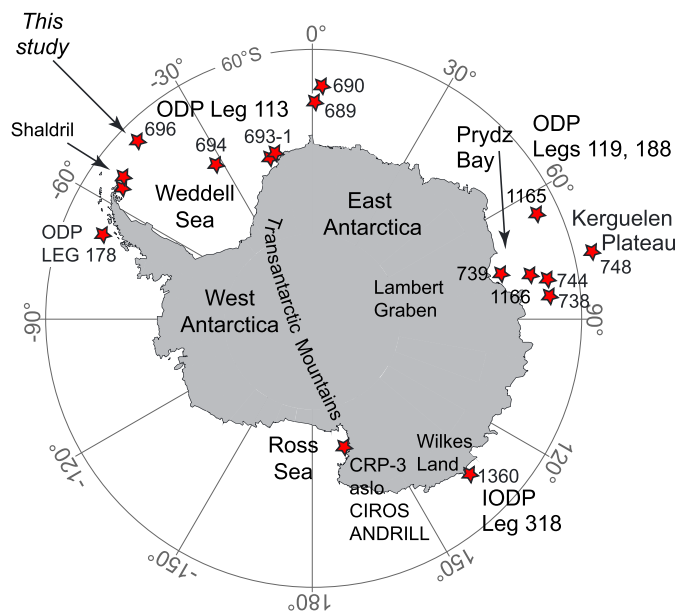 This
study
0°
60°S
-30°
30°
ODP Leg 113
690
689
696
Shaldril
694
693-1
Prydz
Bay
ODP
Legs 119, 188
-60°
60°
Weddell
Sea
East
Antarctica
1165
Kerguelen
Plateau
ODP
LEG 178
748
739
744
1166
738
Transantarctic Mountains
West
Antarctica
Lambert
Graben
-90°
90°
Ross
Sea
Wilkes
Land
CRP-3
aslo
CIROS
ANDRILL
1360
IODP
Leg 318
-120°
120°
-150°
150°
180°